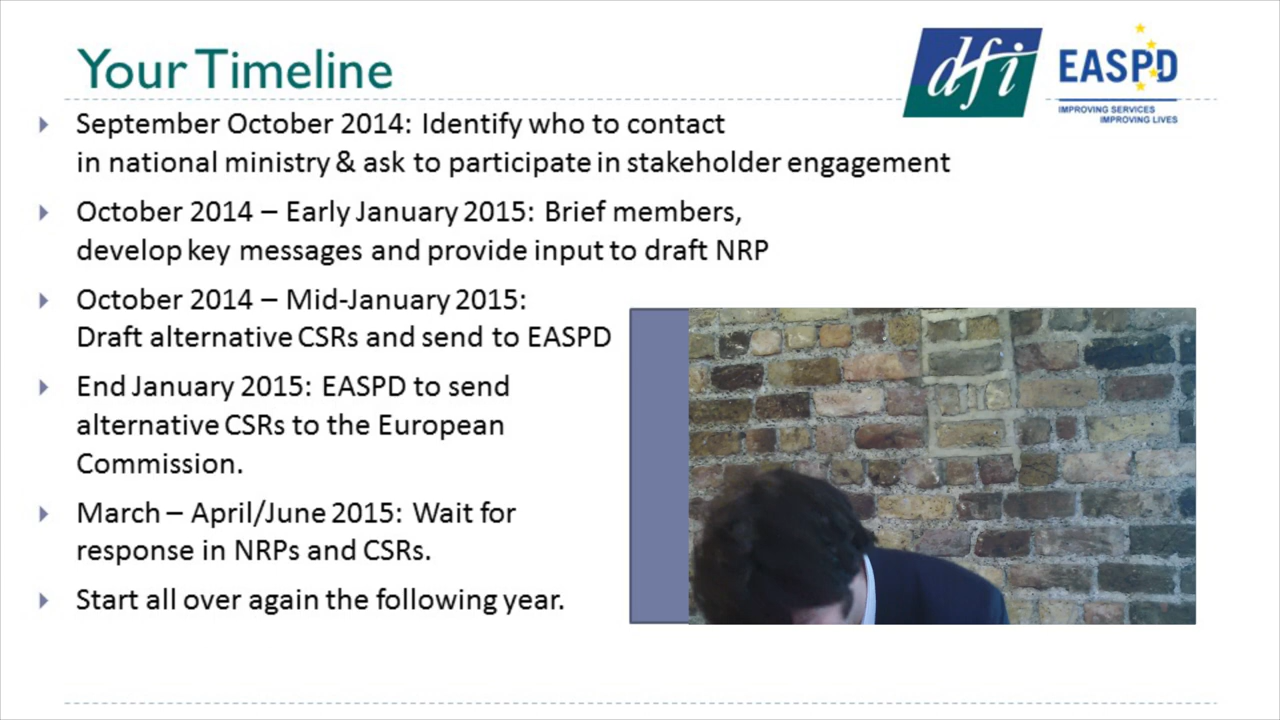 Your Timeline
dfi
EASPD
IMPROVING SERVICES
IMPROVING LIVES
September October 2014: Identify who to contact
in national ministry & ask to participate in stakeholder engagement
October 2014 – Early January 2015: Brief members,
develop key messages and provide input to draft NRP
October 2014 – Mid-January 2015:
Draft alternative CSRs and send to EASPD
End January 2015: EASPD to send
alternative CSRs to the European
Commission.
March – April/June 2015: Wait for
response in NRPs and CSRs.
Start all over again the following year.